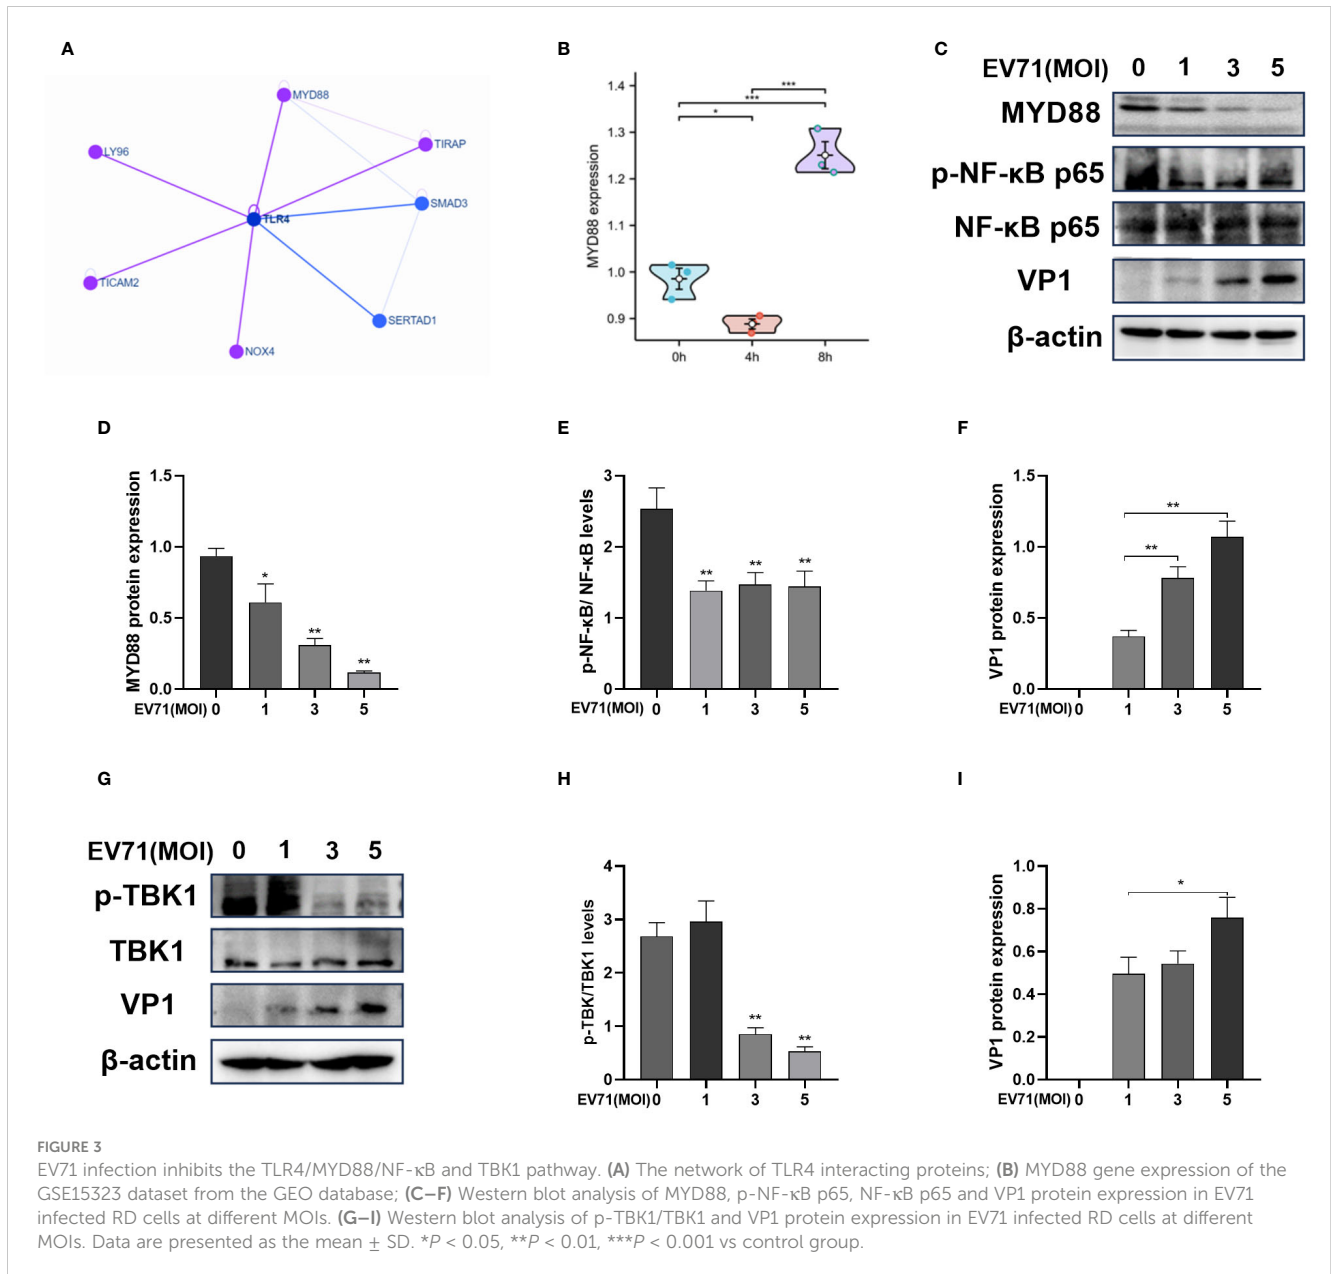 A
MYD88
TIRAP
LY96
SMAD3
TLR4
TICAM2
SERTAD1
NOX4
B
MYD88 expression
1.4
1.3
1.2
1.1
1.0
0.9
***
***
*
0h 4h 8h
C
EV71(MOI) 0 1 3 5
MYD88
p-NF-κB p65
NF-κB p65
VP1
β-actin
D
MYD88 protein expression
1.5
1.0
0.5
0.0
*
**
**
EV71(MOI) 0 1 3 5
E
p-NF-κB/ NF-κB levels
3
2
1
0
** ** **
EV71(MOI) 0 1 3 5
F
VP1 protein expression
1.5
1.0
0.5
0.0
**
**
EV71(MOI) 0 1 3 5
G
EV71(MOI) 0 1 3 5
p-TBK1
TBK1
VP1
β-actin
H
p-TBK/TBK1 levels
4
3
2
1
0
**
**
EV71(MOI) 0 1 3 5
I
VP1 protein expression
1.0
0.8
0.6
0.4
0.2
0.0
*
EV71(MOI) 0 1 3 5
FIGURE 3
EV71 infection inhibits the TLR4/MYD88/NF-κB and TBK1 pathway. (A) The network of TLR4 interacting proteins; (B) MYD88 gene expression of the
GSE15323 dataset from the GEO database; (C–F) Western blot analysis of MYD88, p-NF-κB p65, NF-κB p65 and VP1 protein expression in EV71
infected RD cells at different MOIs. (G–I) Western blot analysis of p-TBK1/TBK1 and VP1 protein expression in EV71 infected RD cells at different
MOIs. Data are presented as the mean ± SD. *P < 0.05, **P < 0.01, ***P < 0.001 vs control group.